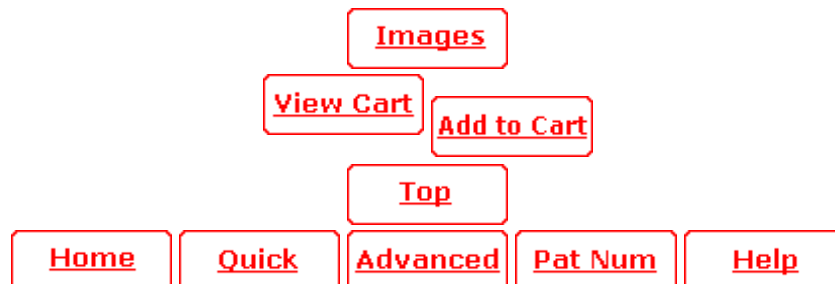 Images
View Cart
Add to Cart
Top
Home Quick Advanced Pat Num Help